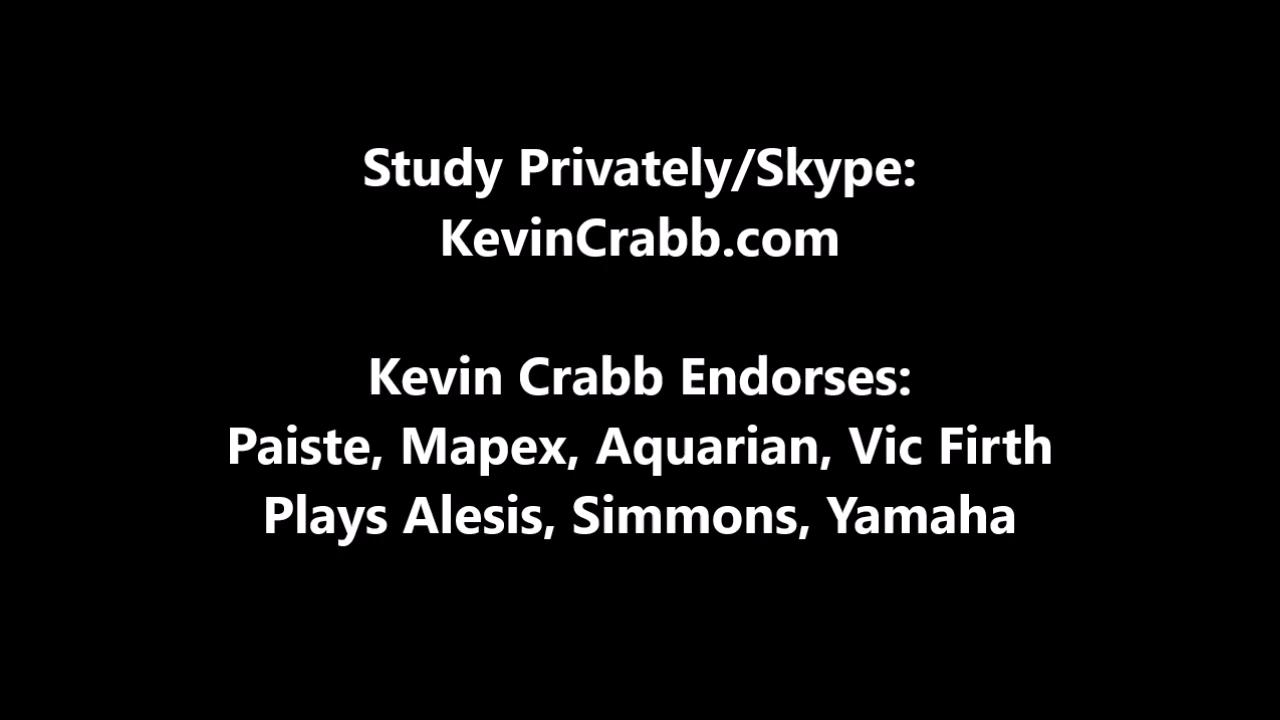 Study Privately/Skype:
KevinCrabb.com
Kevin Crabb Endorses:
Paiste, Mapex, Aquarian, Vic Firth
Plays Alesis, Simmons, Yamaha